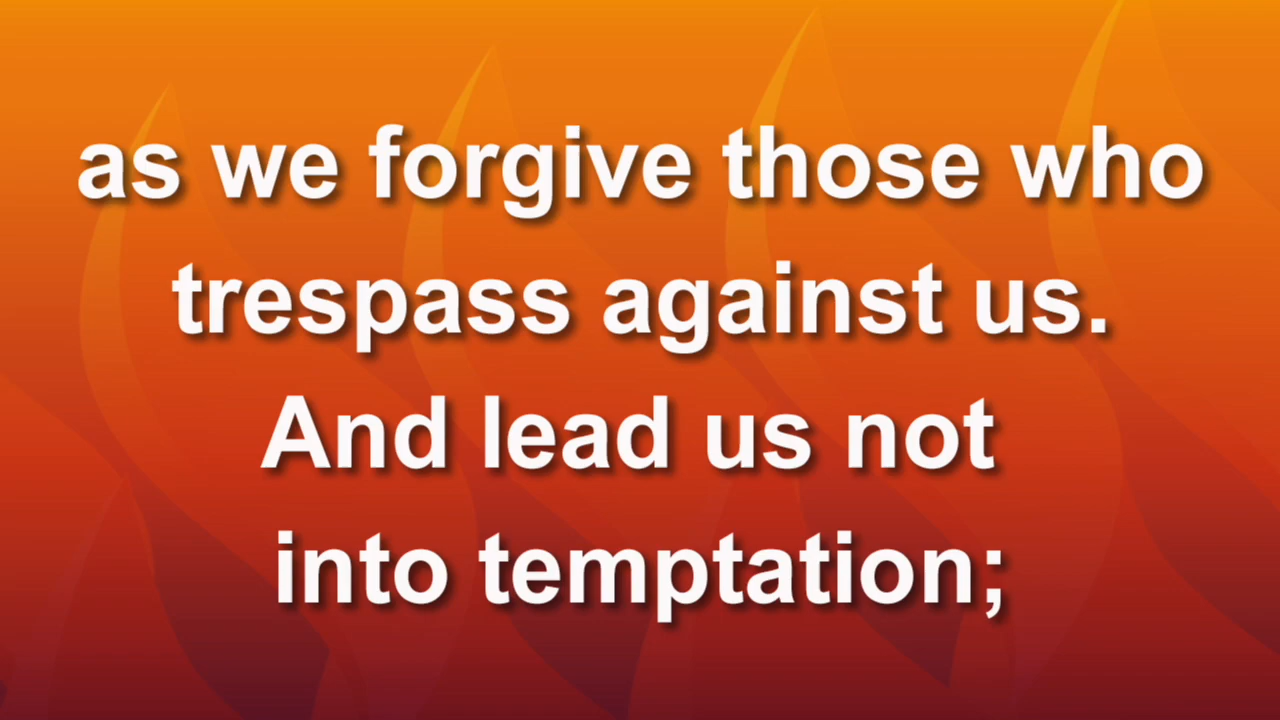 as we forgive those who
trespass against us.
And lead us not
into temptation;